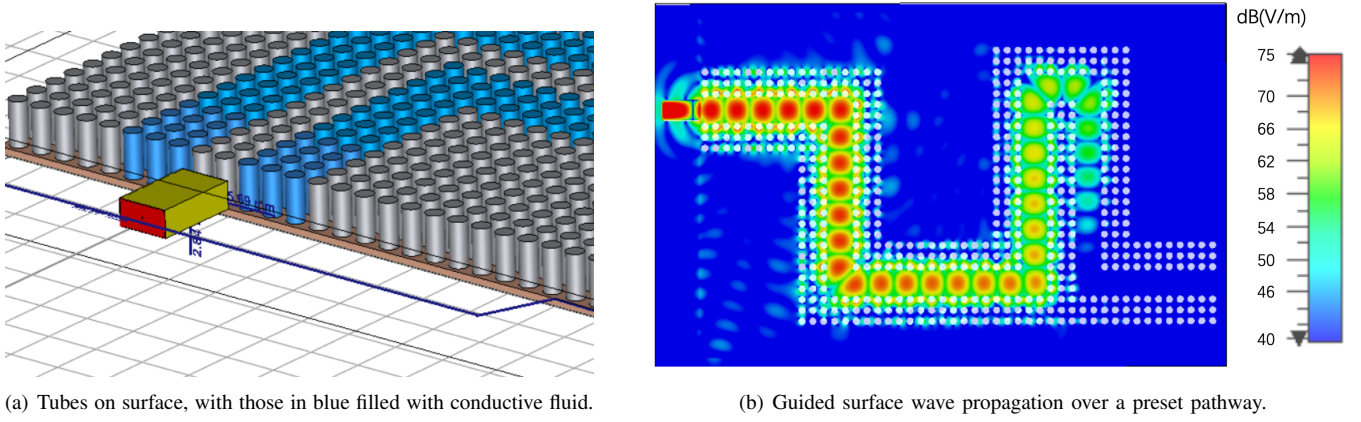 5.69 mm
2.84
dB(V/m)
75
70
66
62
58
54
50
46
40
(a) Tubes on surface, with those in blue filled with conductive fluid.
(b) Guided surface wave propagation over a preset pathway.